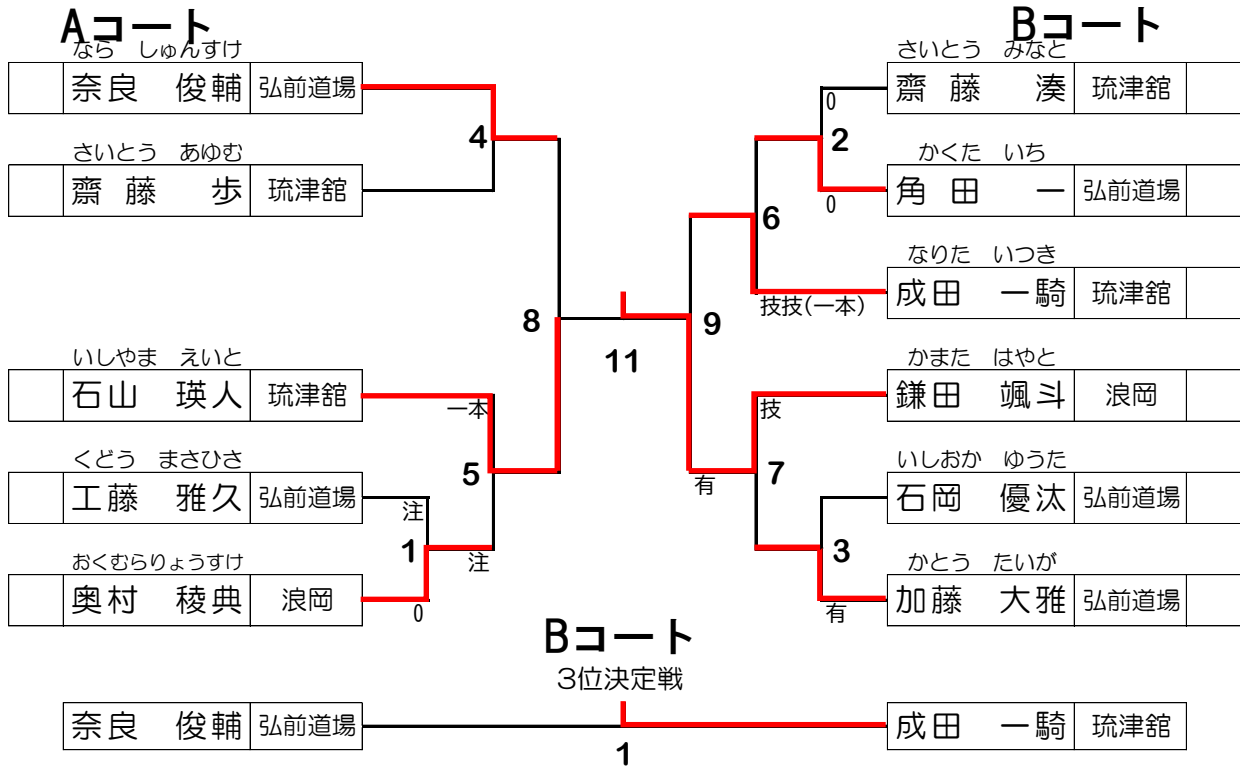 Aコート
なら しゅんすけ
奈良 俊輔 弘前道場
4
さいとう あゆむ
齋藤 歩 琉津舘
8
いしやま えいと
石山 瑛人 琉津舘
一本
5
くどう まさひさ
工藤 雅久 弘前道場
注
1
注
おくむらりょうすけ
奥村 稜典 浪岡
0
11
Bコート
さいとう みなと
齋藤 湊 琉津舘
0
2
かくた いち
角田 一 弘前道場
0
6
なりた いつき
成田 一騎 琉津舘
技技(一本)
9
かまた はやと
鎌田 颯斗 浪岡
技
7
有
いしおか ゆうた
石岡 優汰 弘前道場
3
かとう たいが
加藤 大雅 弘前道場
有
Bコート
3位決定戦
奈良 俊輔 弘前道場
1
成田 一騎 琉津舘